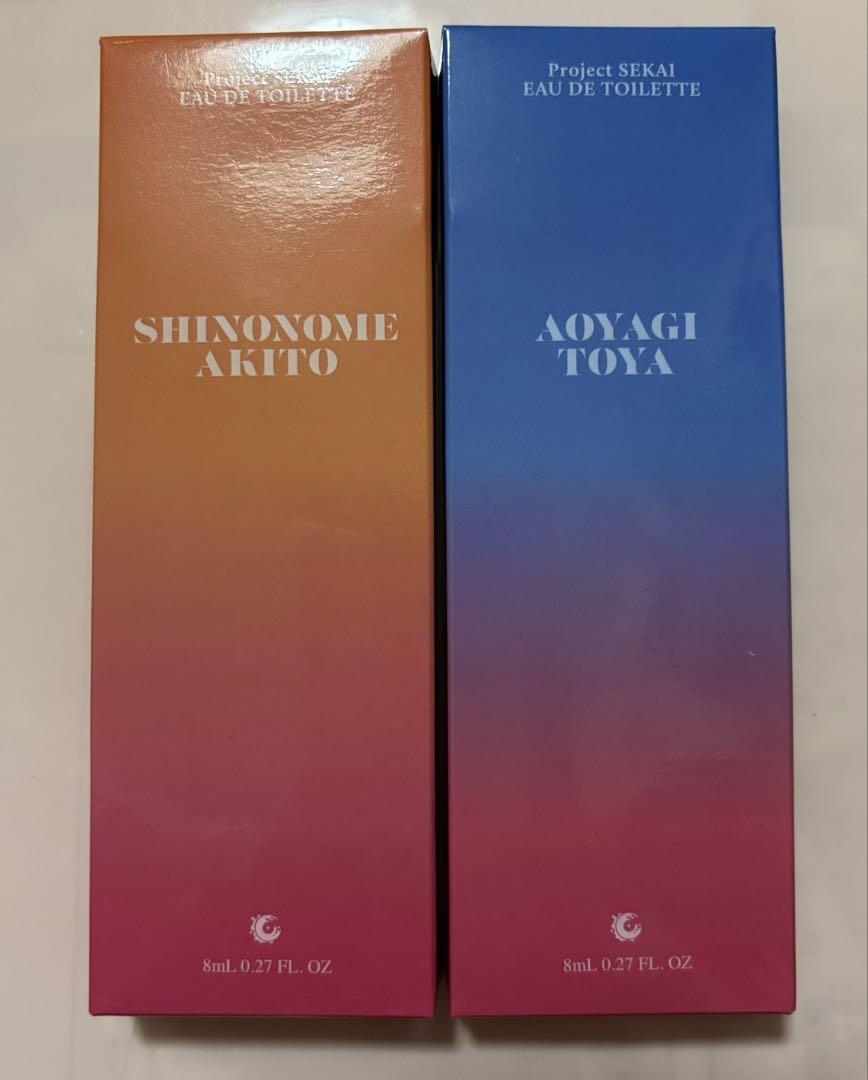 Project SEKAI
EAU DE TOILETTE
SHINONOME
AKITO
8mL 0.27 FL. OZ
Project SEKAI
EAU DE TOILETTE
AOYAGI
TOYA
8mL 0.27 FL. OZ